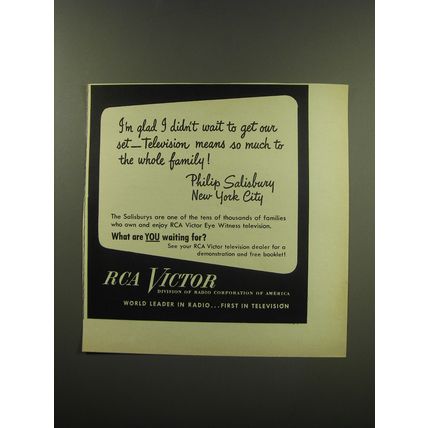 I'm glad I didn't wait to get our
set—Television means so much to
the whole family!
Philip Salisbury
New York City
The Salisburys are one of the tens of thousands of families
who own and enjoy RCA Victor Eye Witness television.
What are YOU waiting for?
See your RCA Victor television dealer for a
demonstration and free booklet!
RCA VICTOR
DIVISION OF RADIO CORPORATION OF AMERICA
WORLD LEADER IN RADIO...FIRST IN TELEVISION